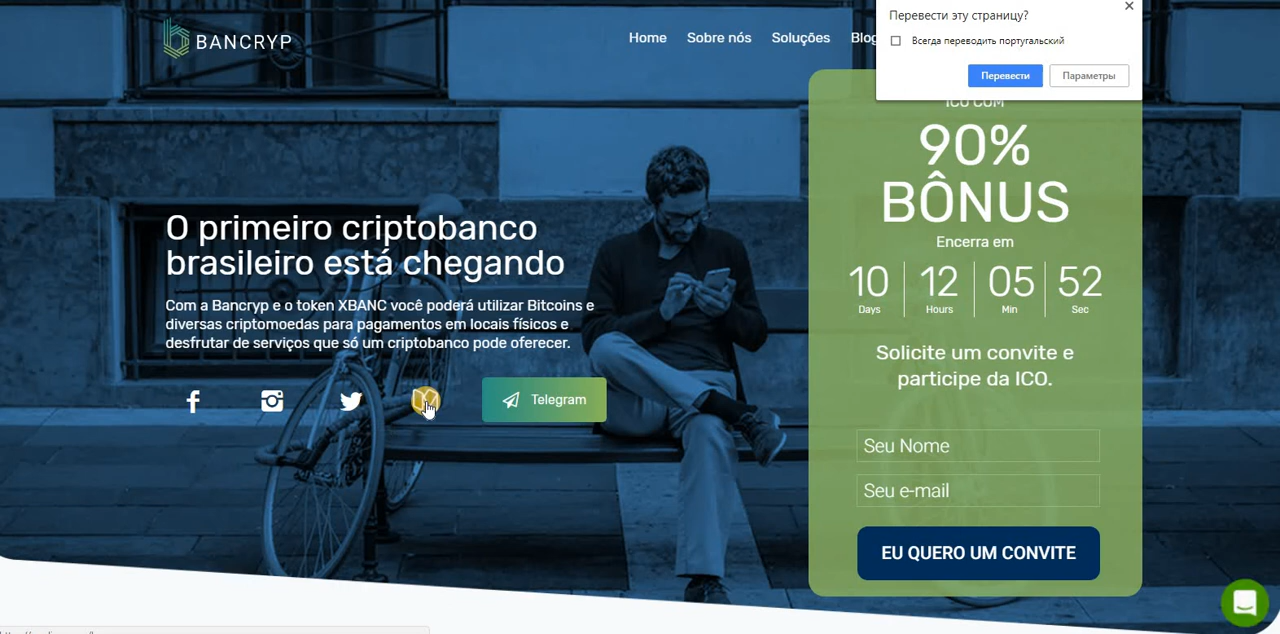 BANCRYP
Home
Sobre nós
Soluções
Blog
Перевести эту страницу?
Всегда переводить португальский
Перевести
Параметры
O primeiro criptobanco
brasileiro está chegando
Com a Bancryp e o token XBANC você poderá utilizar Bitcoins e
diversas criptomoedas para pagamentos em locais físicos e
desfrutar de serviços que só um criptobanco pode oferecer.
Telegram
ICO COM
90%
BÔNUS
Encerra em
10 12 05 52
Days Hours Min Sec
Solicite um convite e
participe da ICO.
Seu Nome
Seu e-mail
EU QUERO UM CONVITE